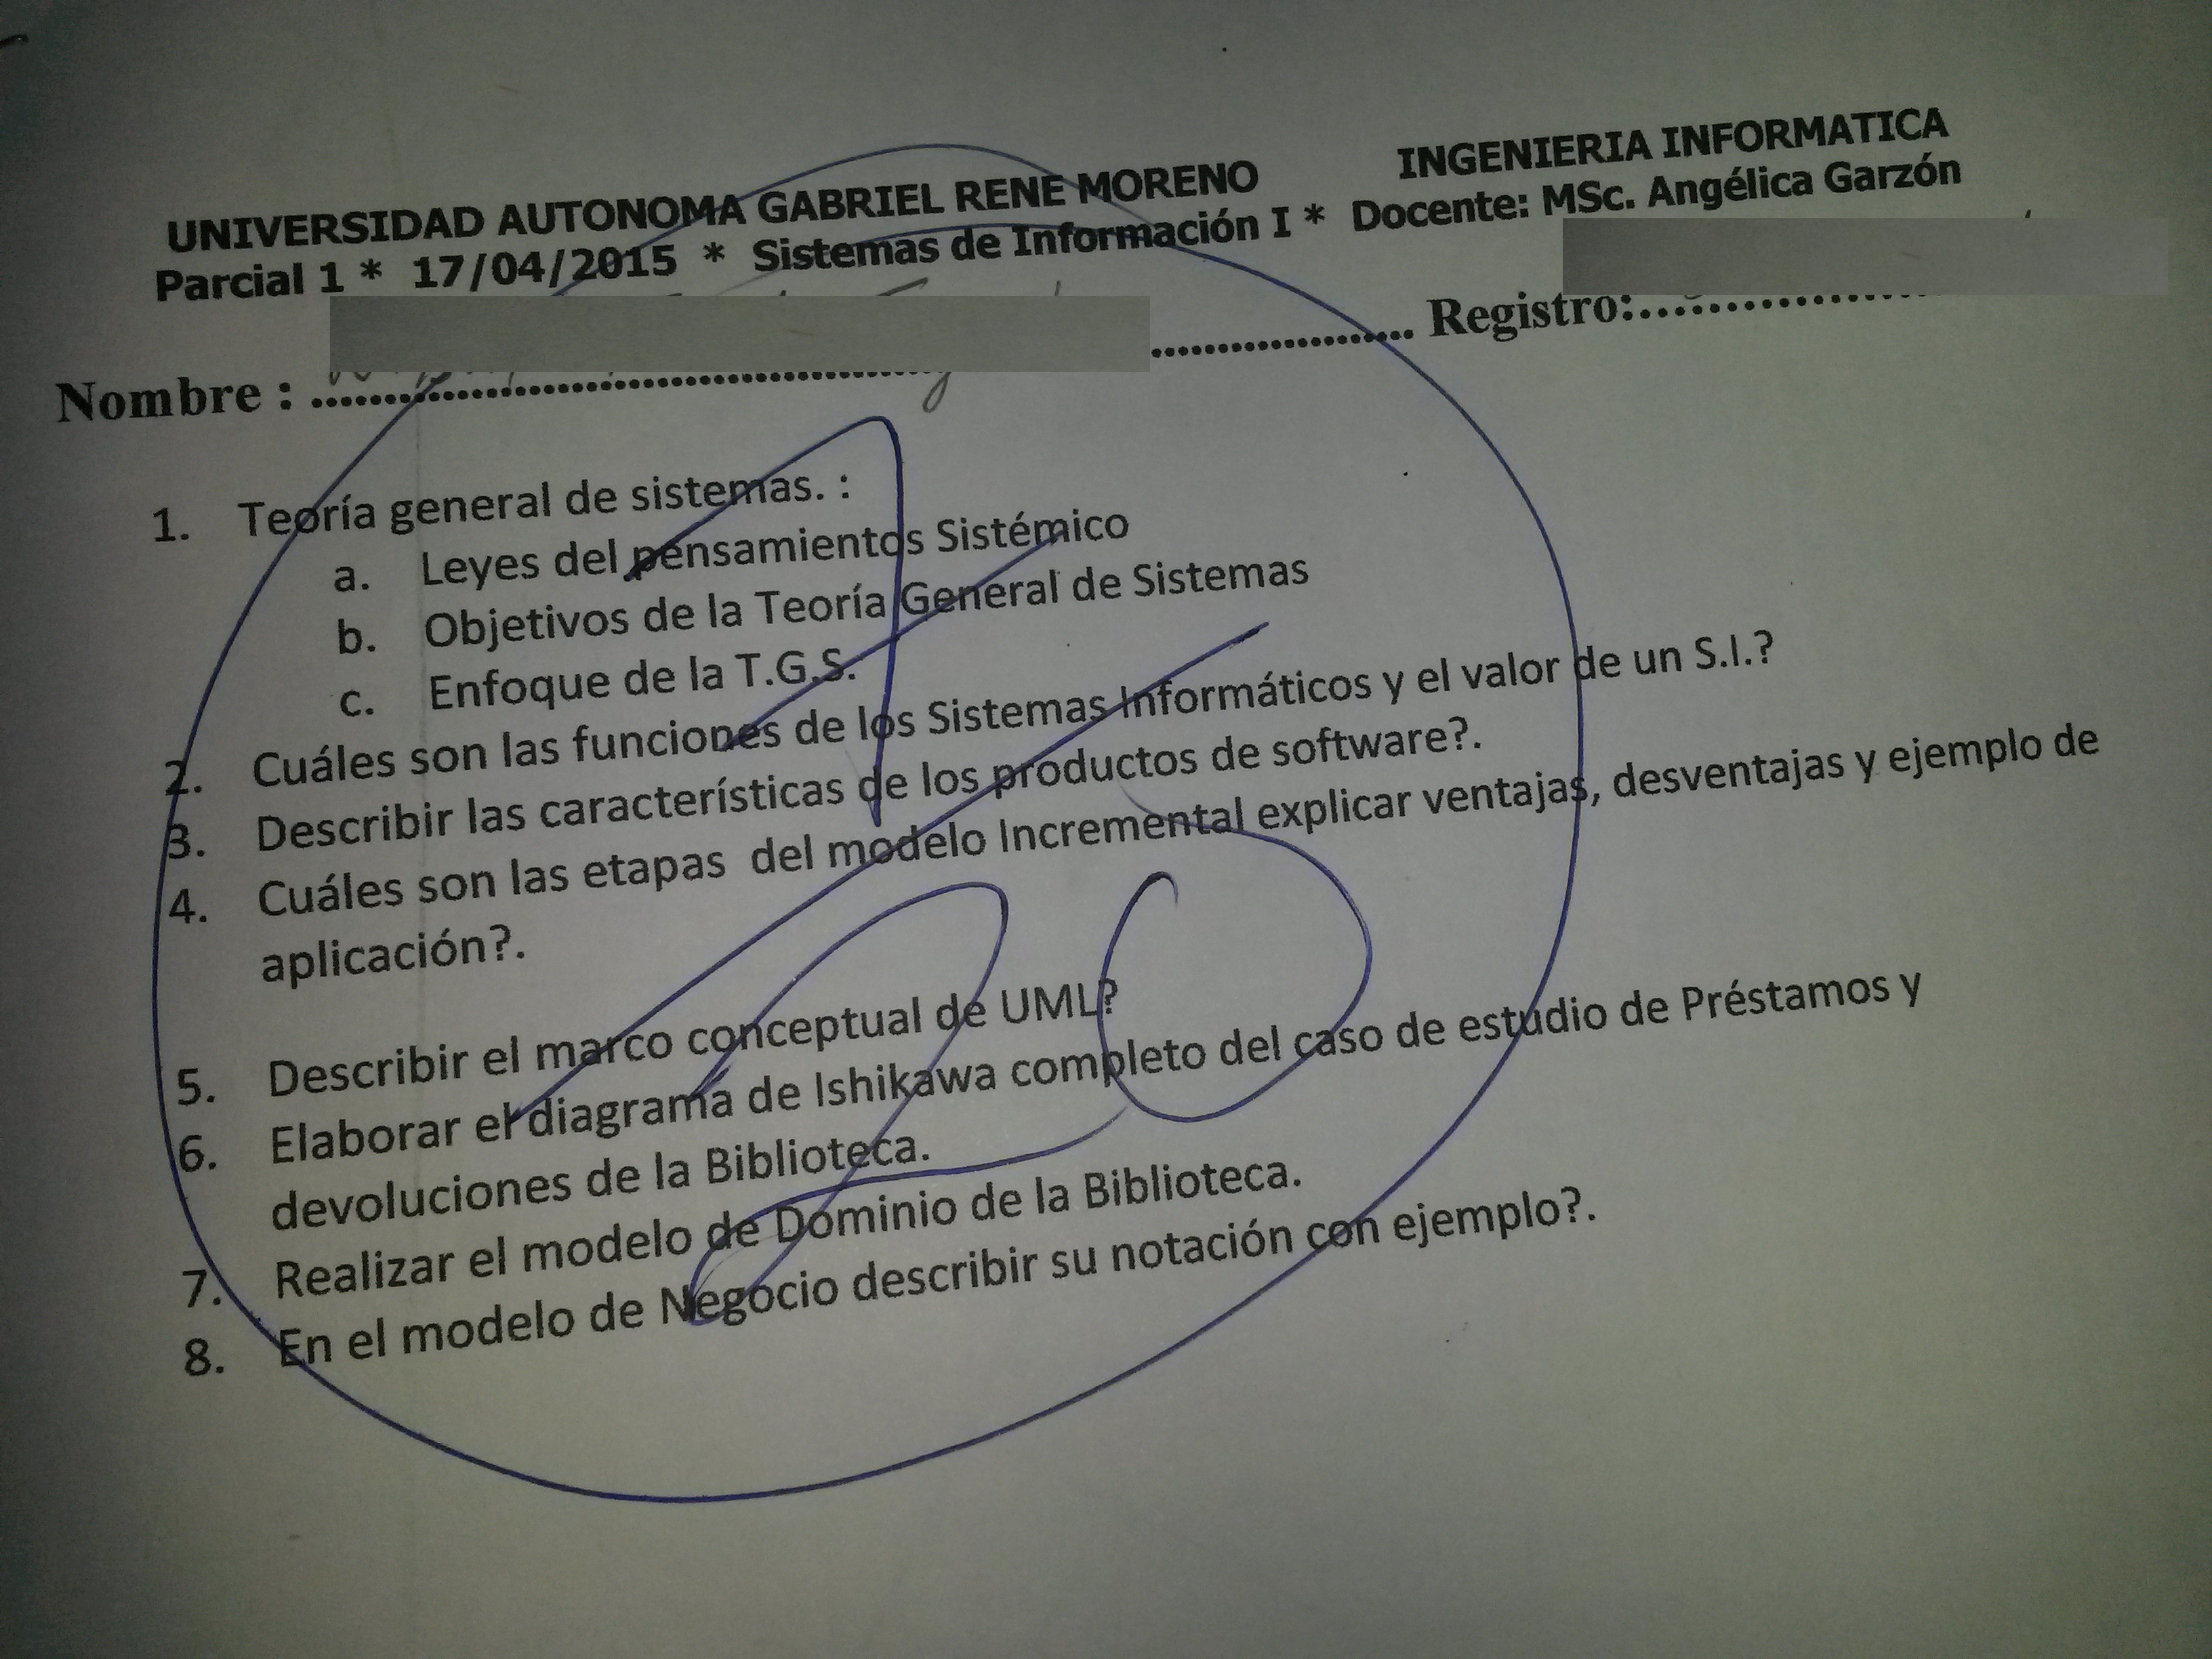 UNIVERSIDAD AUTONOMA GABRIEL RENE MORENO INGENIERIA INFORMATICA
Parcial 1 * 17/04/2015 * Sistemas de Información I * Docente: MSc. Angélica Garzón
Nombre : ........................................ Registro:....................
1. Teoría general de sistemas. :
a. Leyes del pensamientos Sistémico
b. Objetivos de la Teoría General de Sistemas
c. Enfoque de la T.G.S.
2. Cuáles son las funciones de los Sistemas Informáticos y el valor de un S.I.?
3. Describir las características de los productos de software?.
4. Cuáles son las etapas del modelo Incremental explicar ventajas, desventajas y ejemplo de
aplicación?.
5. Describir el marco conceptual de UML?
6. Elaborar el diagrama de Ishikawa completo del caso de estudio de Préstamos y
devoluciones de la Biblioteca.
7. Realizar el modelo de Dominio de la Biblioteca.
8. En el modelo de Negocio describir su notación con ejemplo?.